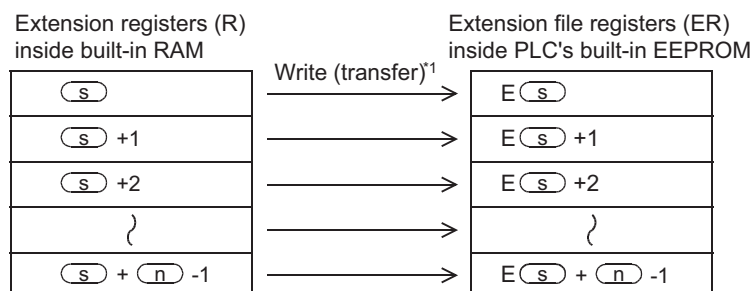 Extension registers (R)
inside built-in RAM
Extension file registers (ER)
inside PLC's built-in EEPROM
Write (transfer)*1
s
E s
s +1
E s +1
s +2
E s +2
s + n -1
E s + n -1